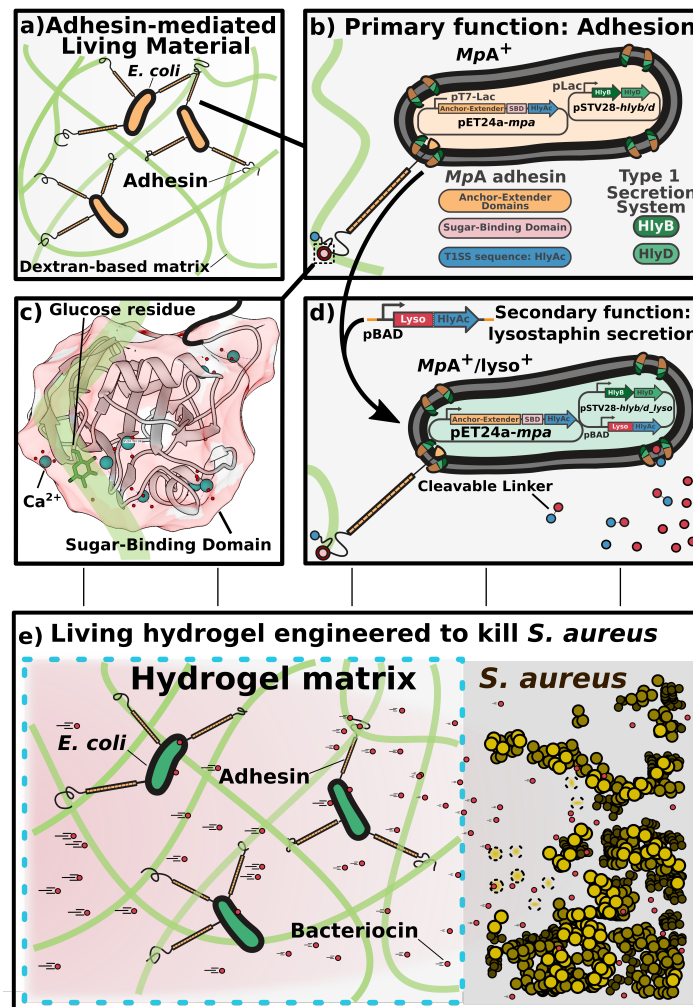 a)Adhesin-mediated
Living Material
E. coli
Adhesin
Dextran-based matrix
b) Primary function: Adhesion
MpA+
pT7-Lac
Anchor-Extender SBD HlyAc
pET24a-mpa
pLac
HlyB HlyD
pSTV28-hlyb/d
MpA adhesin
Anchor-Extender
Domains
Sugar-Binding Domain
T1SS sequence: HlyAc
Type 1
Secretion
System
HlyB
HlyD
c) Glucose residue
Ca2+
Sugar-Binding Domain
d)
pBAD
Lyso HlyAc
Secondary function:
lysostaphin secretion
MpA+/lyso+
Anchor-Extender SBD HlyAc
pET24a-mpa
HlyB HlyD
pSTV28-hlyb/d_lyso
pBAD
Lyso HlyAc
Cleavable Linker
e) Living hydrogel engineered to kill S. aureus
Hydrogel matrix
S. aureus
E. coli
Adhesin
Bacteriocin